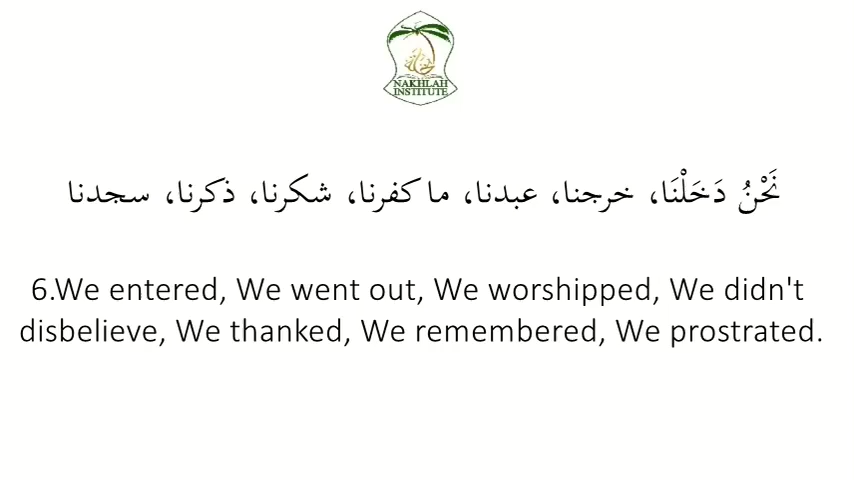 NAKHLAH
INSTITUTE
نَحْنُ دَخَلْنَا، خرجنا، عبدنا، ما كفرنا، شكرنا، ذكرنا، سجدنا
6.We entered, We went out, We worshipped, We didn't
disbelieve, We thanked, We remembered, We prostrated.